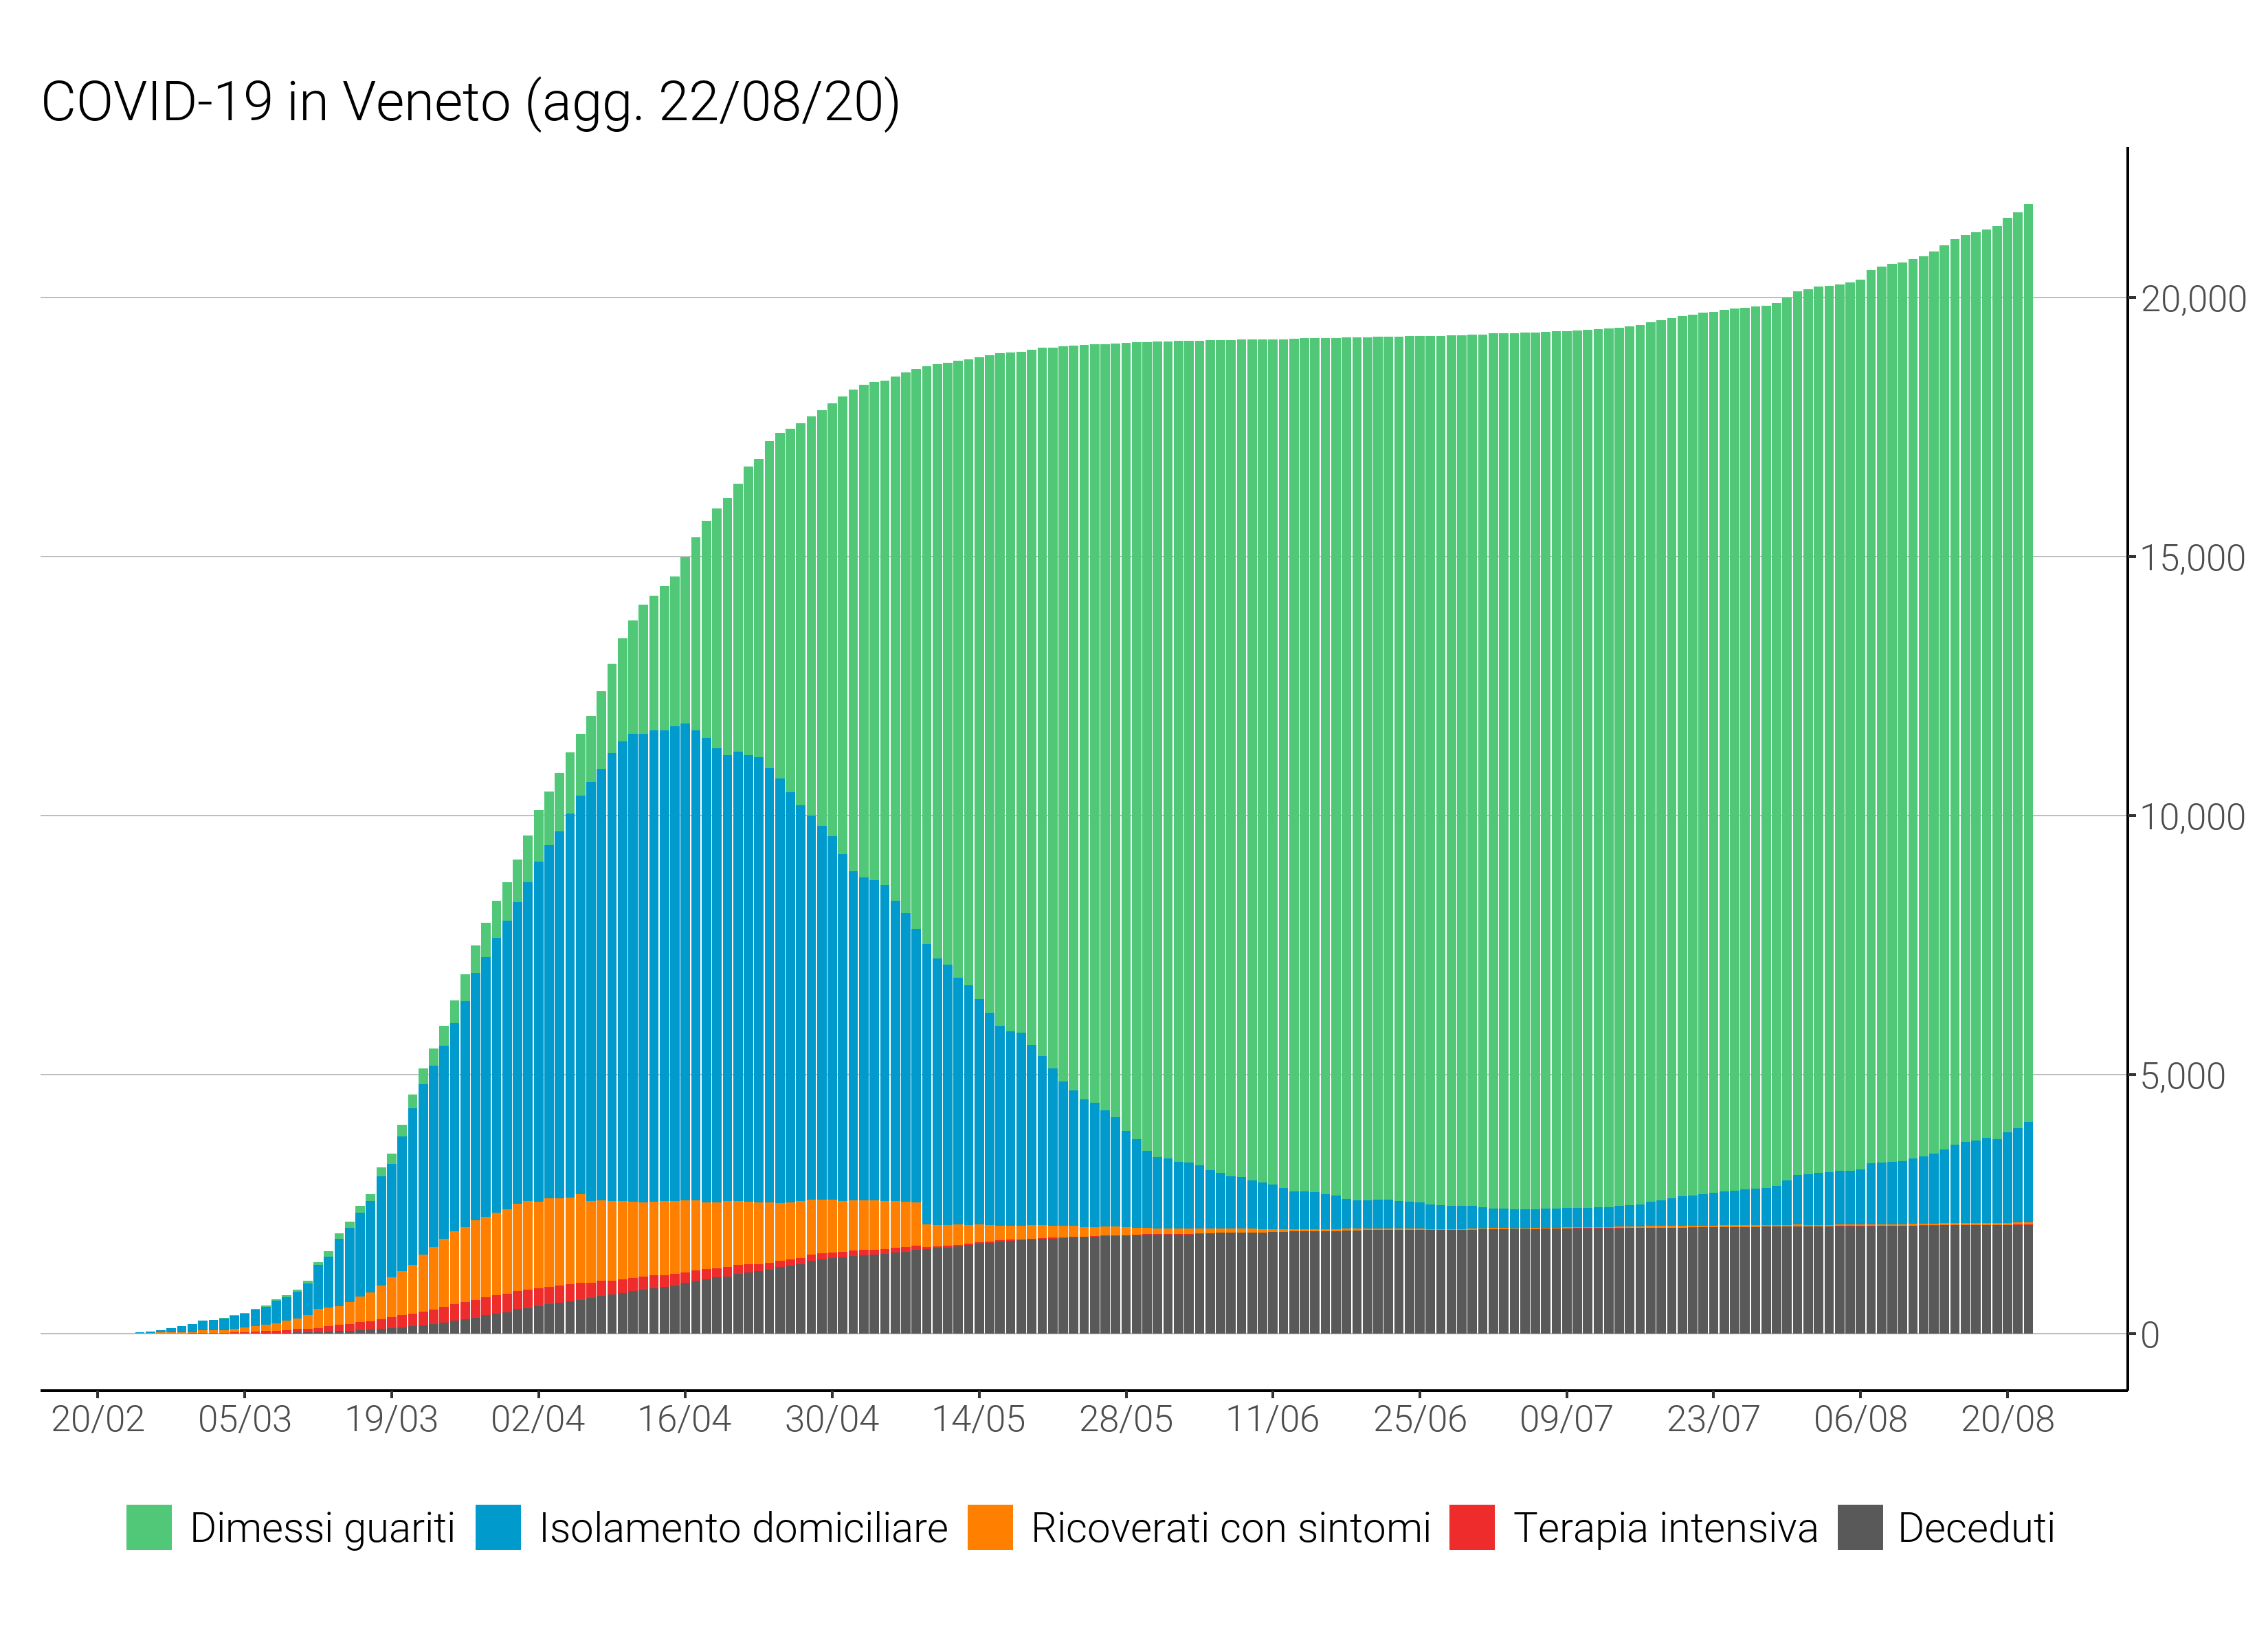 COVID-19 in Veneto (agg. 22/08/20)
20,000
15,000
10,000
5,000
0
20/02 05/03 19/03 02/04 16/04 30/04 14/05 28/05 11/06 25/06 09/07 23/07 06/08 20/08
Dimessi guariti Isolamento domiciliare Ricoverati con sintomi Terapia intensiva Deceduti